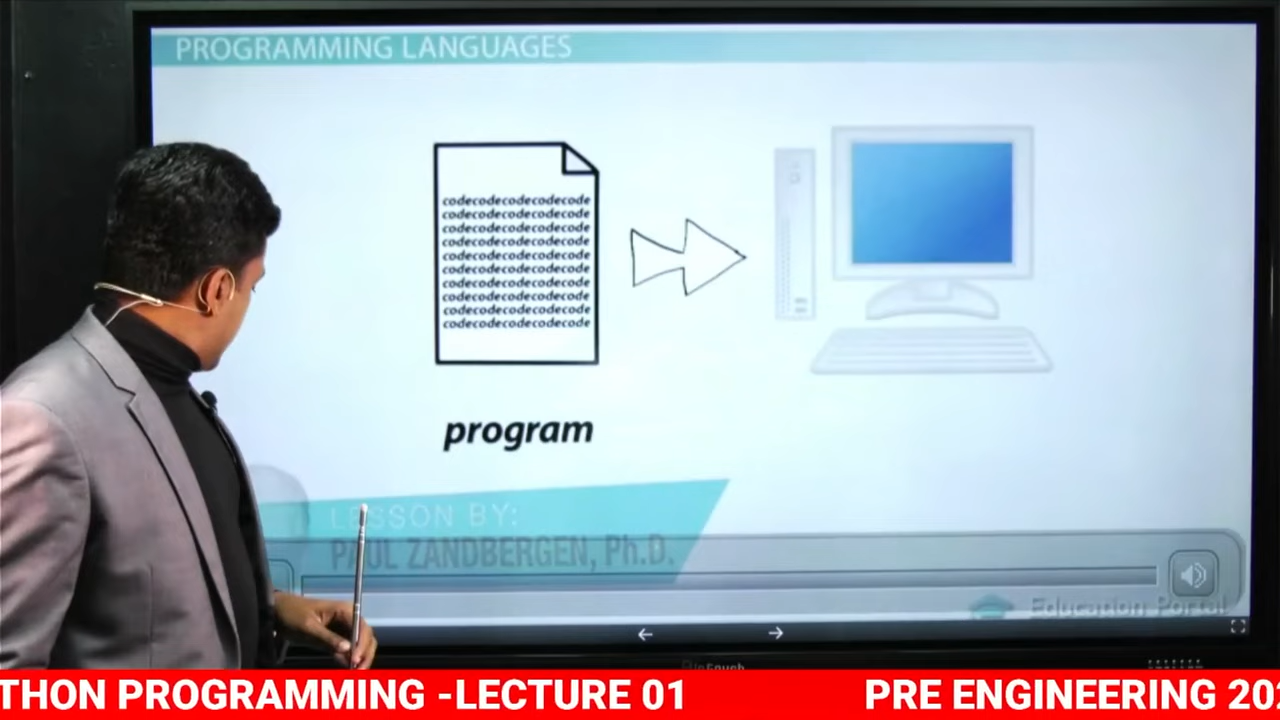 PROGRAMMING LANGUAGES
codecodecodecodecode
codecodecodecodecode
codecodecodecodecode
codecodecodecodecode
codecodecodecodecode
codecodecodecodecode
codecodecodecodecode
codecodecodecodecode
codecodecodecodecode
codecodecodecodecode
program
LESSON BY:
PAUL ZANDBERGEN, Ph.D.
Education Portal
THON PROGRAMMING -LECTURE 01
PRE ENGINEERING 202